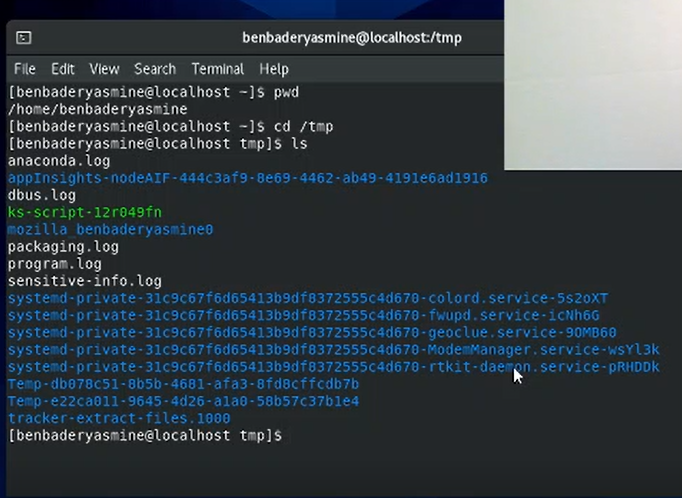 benbaderyasmine@localhost:/tmp
File Edit View Search Terminal Help
[benbaderyasmine@localhost ~]$ pwd
/home/benbaderyasmine
[benbaderyasmine@localhost ~]$ cd /tmp
[benbaderyasmine@localhost tmp]$ ls
anaconda.log
appInsights-nodeAIF-444c3af9-8e69-4462-ab49-4191e6ad1916
dbus.log
ks-script-12r049fn
mozilla_benbaderyasmine0
packaging.log
program.log
sensitive-info.log
systemd-private-31c9c67f6d65413b9df8372555c4d670-colord.service-5s2oXT
systemd-private-31c9c67f6d65413b9df8372555c4d670-fwupd.service-icNh6G
systemd-private-31c9c67f6d65413b9df8372555c4d670-geoclue.service-9OMB60
systemd-private-31c9c67f6d65413b9df8372555c4d670-ModemManager.service-wsYl3k
systemd-private-31c9c67f6d65413b9df8372555c4d670-rtkit-daemon.service-pRHDDk
Temp-db078c51-8b5b-4681-afa3-8fd8cffcdb7b
Temp-e22ca011-9645-4d26-a1a0-58b57c37b1e4
tracker-extract-files.1000
[benbaderyasmine@localhost tmp]$